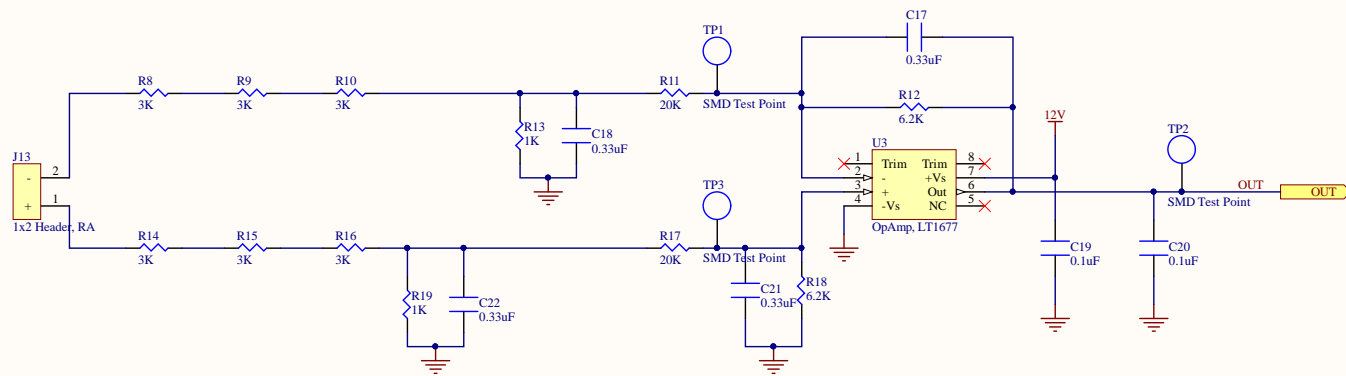 C17
0.33uF
TP1
SMD Test Point
R8
3K
R9
3K
R10
3K
R11
20K
R12
6.2K
R13
1K
C18
0.33uF
12V
TP2
SMD Test Point
OUT
OUT
U3
1
Trim
Trim
8
2
-
+Vs
7
3
+
Out
6
4
-Vs
NC
5
OpAmp, LT1677
J13
-
2
+
1
1x2 Header, RA
TP3
SMD Test Point
R14
3K
R15
3K
R16
3K
R17
20K
R19
1K
C22
0.33uF
C21
0.33uF
R18
6.2K
C19
0.1uF
C20
0.1uF